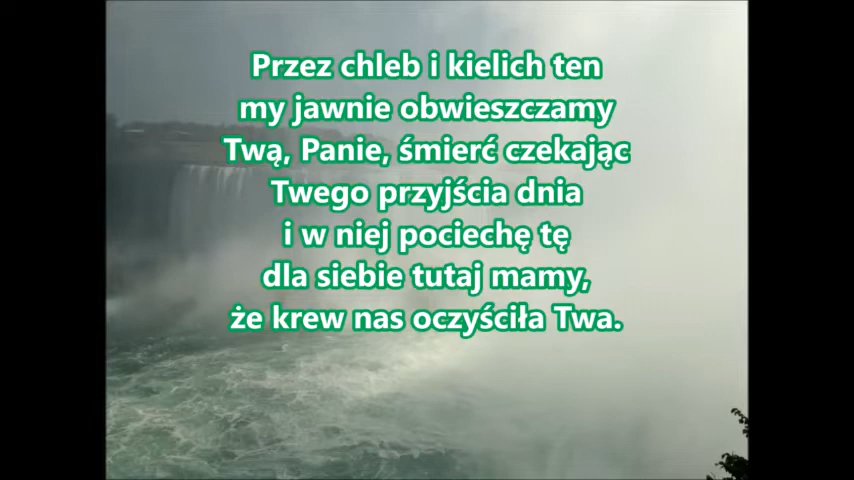 Przez chleb i kielich ten
my jawnie obwieszczamy
Twą, Panie, śmierć czekając
Twego przyjścia dnia
i w niej pociechę tę
dla siebie tutaj mamy,
że krew nas oczyściła Twa.